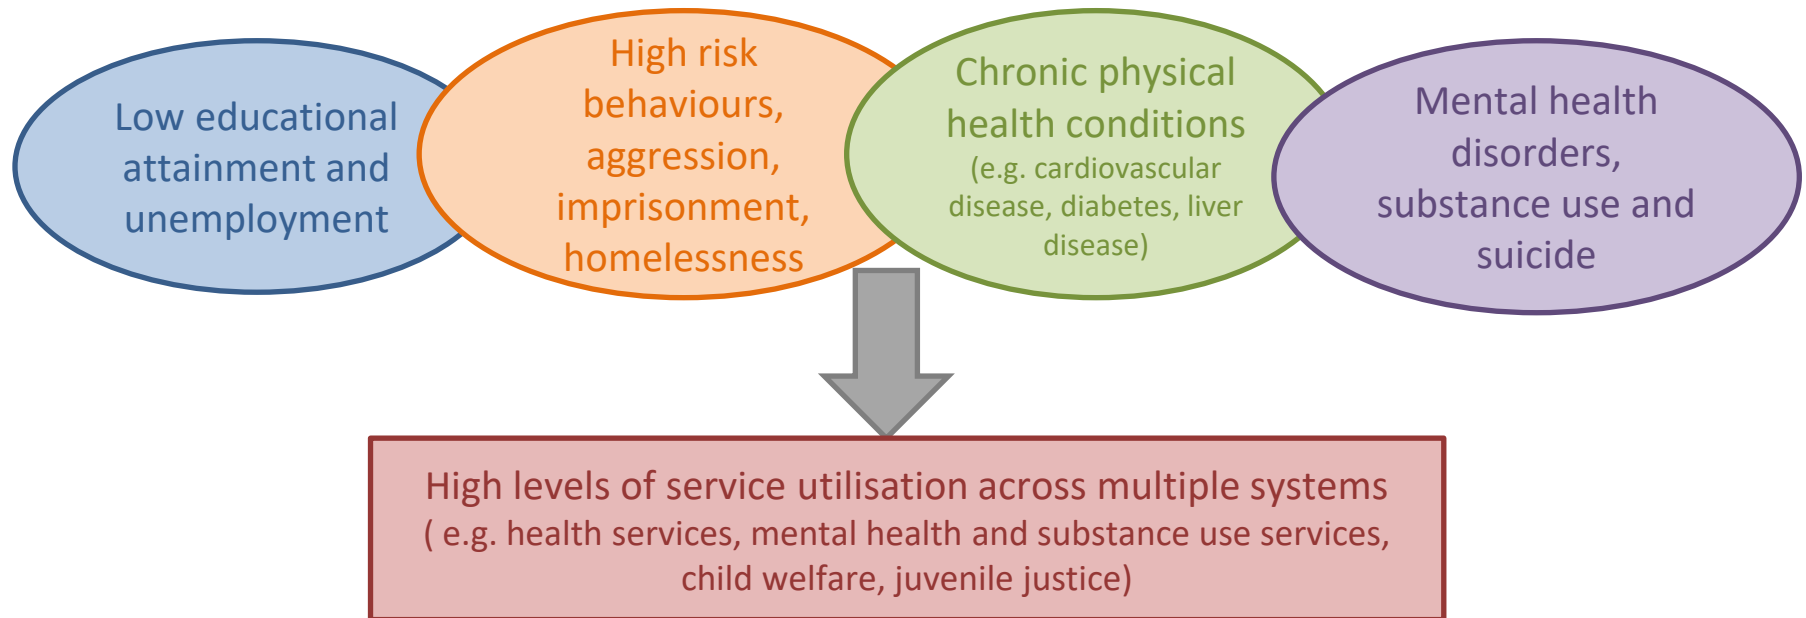 Low educational
attainment and
unemployment
High risk
behaviours,
aggression,
imprisonment,
homelessness
Chronic physical
health conditions
(e.g. cardiovascular
disease, diabetes, liver
disease)
Mental health
disorders,
substance use and
suicide
High levels of service utilisation across multiple systems
( e.g. health services, mental health and substance use services,
child welfare, juvenile justice)